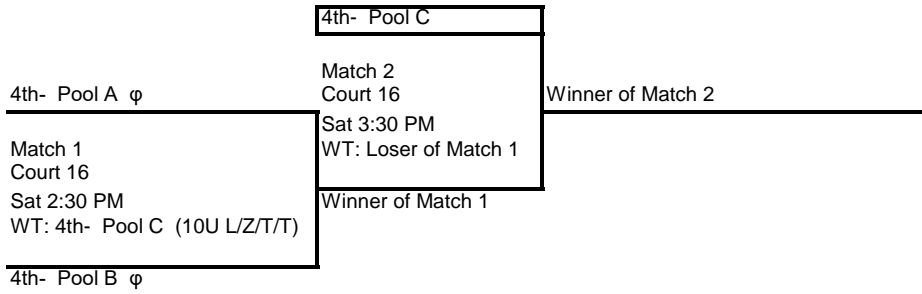 4th- Pool C
Match 2
Court 16
Sat 3:30 PM
WT: Loser of Match 1
4th- Pool A φ
Winner of Match 2
Match 1
Court 16
Sat 2:30 PM
WT: 4th- Pool C (10U L/Z/T/T)
Winner of Match 1
4th- Pool B φ